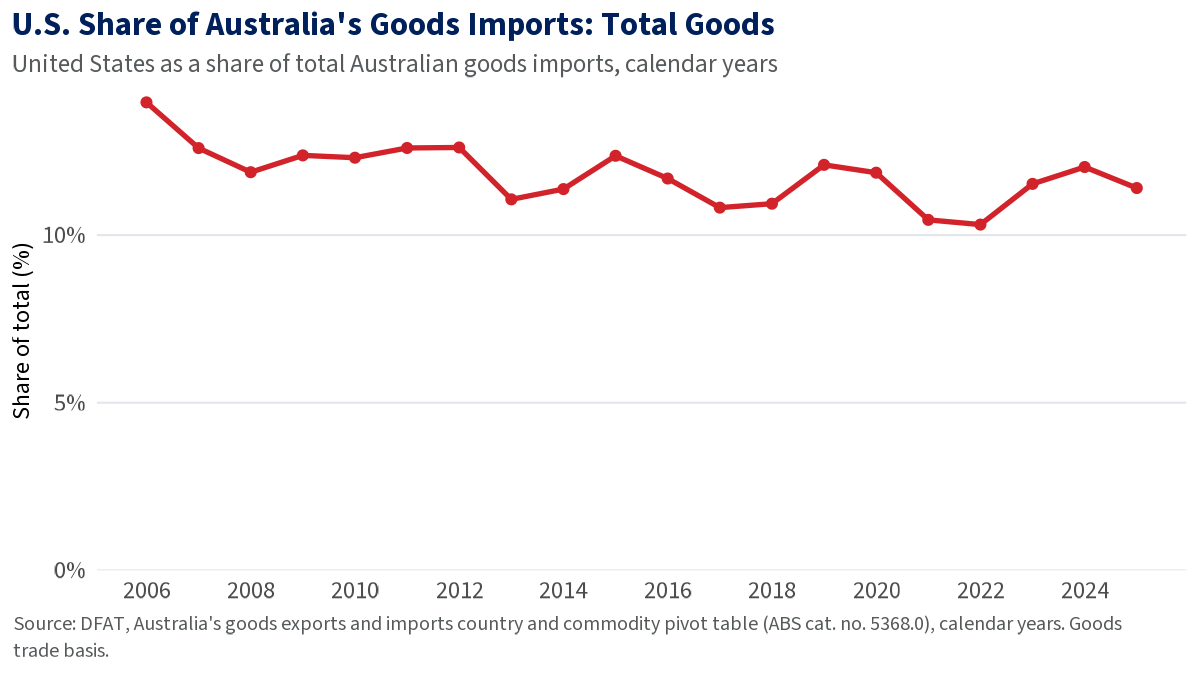 U.S. Share of Australia's Goods Imports: Total Goods
United States as a share of total Australian goods imports, calendar years
Share of total (%)
10%
5%
0%
2006 2008 2010 2012 2014 2016 2018 2020 2022 2024
Source: DFAT, Australia's goods exports and imports country and commodity pivot table (ABS cat. no. 5368.0), calendar years. Goods
trade basis.